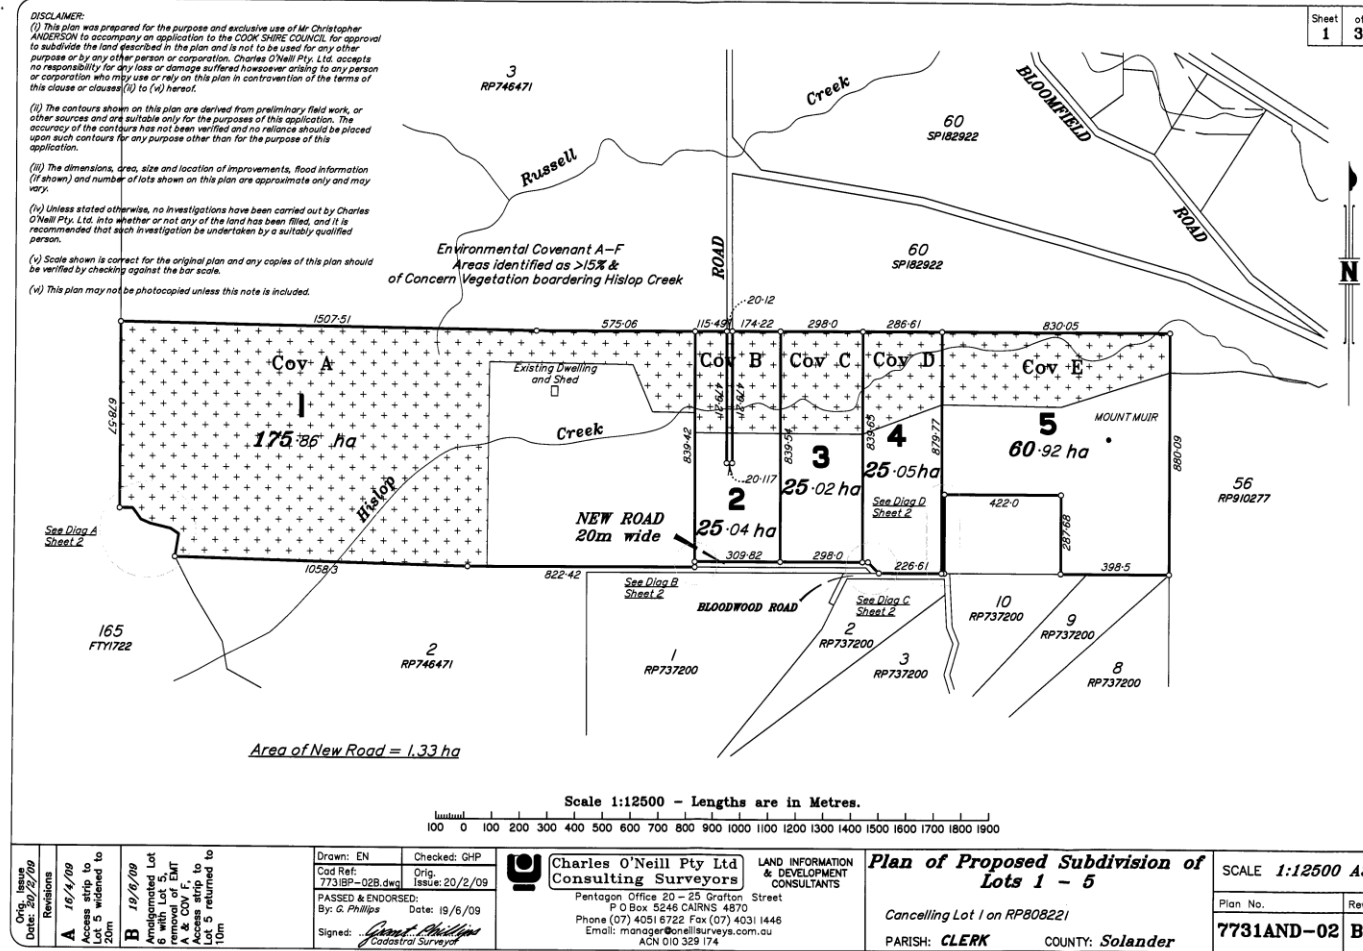 DISCLAIMER:
(i) This plan was prepared for the purpose and exclusive use of Mr Christopher
ANDERSON to accompany an application to the COOK SHIRE COUNCIL for approval
to subdivide the land described in the plan and is not to be used for any other
purpose or by any other person or corporation. Charles O'Neill Pty. Ltd. accepts
no responsibility for any loss or damage suffered howsoever arising to any person
or corporation who may use or rely on this plan in contravention of the terms of
this clause or clauses (ii) to (vi) hereof.
(ii) The contours shown on this plan are derived from preliminary field work, or
other sources and are suitable only for the purposes of this application. The
accuracy of the contours has not been verified and no reliance should be placed
upon such contours for any purpose other than for the purpose of this
application.
(iii) The dimensions, area, size and location of improvements, flood information
(if shown) and number of lots shown on this plan are approximate only and may
vary.
(iv) Unless stated otherwise, no investigations have been carried out by Charles
O'Neill Pty. Ltd. into whether or not any of the land has been filled, and it is
recommended that such investigation be undertaken by a suitably qualified
person.
(v) Scale shown is correct for the original plan and any copies of this plan should
be verified by checking against the bar scale.
(vi) This plan may not be photocopied unless this note is included.
Sheet of
1 3
3
RP746471
Russell
Creek
60
SP182922
BLOOMFIELD
ROAD
60
SP182922
ROAD
N
Environmental Covenant A-F
Areas identified as >15% &
of Concern Vegetation boardering Hislop Creek
20·12
1507·51
575·06
115·49
174·22
298·0
286·61
830·05
Cov A
Cov B
Cov C
Cov D
Cov E
Existing Dwelling
and Shed
1
175·86 ha
678·57
Creek
Hislop
839·42
479·21
479·21
839·54
839·65
879·77
880·09
20·117
2
25·04 ha
3
25·02 ha
4
25·05 ha
5
60·92 ha
MOUNT MUIR
56
RP910277
See Diag D
Sheet 2
422·0
287·68
NEW ROAD
20m wide
See Diag A
Sheet 2
1058·3
822·42
309·82
298·0
226·61
398·5
See Diag B
Sheet 2
BLOODWOOD ROAD
See Diag C
Sheet 2
165
FTY1722
2
RP746471
1
RP737200
2
RP737200
3
RP737200
10
RP737200
9
RP737200
8
RP737200
Area of New Road = 1.33 ha
Scale 1:12500 - Lengths are in Metres.
100 0 100 200 300 400 500 600 700 800 900 1000 1100 1200 1300 1400 1500 1600 1700 1800 1900
Orig. Issue
Date: 20/2/09
Revisions
A 16/4/09
Access strip to
Lot 5 widened to
20m
B 19/6/09
Amalgamated Lot
6 with Lot 5,
removal of EMT
A & COV F,
Access strip to
Lot 5 returned to
10m
Drawn: EN
Checked: GHP
Cad Ref:
7731BP-02B.dwg
Orig.
Issue: 20/2/09
PASSED & ENDORSED:
By: G. Phillips Date: 19/6/09
Signed: Grant Phillips
Cadastral Surveyor
Charles O'Neill Pty Ltd
Consulting Surveyors
LAND INFORMATION
& DEVELOPMENT
CONSULTANTS
Pentagon Office 20 - 25 Grafton Street
P O Box 5246 CAIRNS 4870
Phone (07) 4051 6722 Fax (07) 4031 1446
Email: manager@oneillsurveys.com.au
ACN 010 329 174
Plan of Proposed Subdivision of
Lots 1 - 5
Cancelling Lot 1 on RP808221
PARISH: CLERK COUNTY: Solander
SCALE 1:12500
Plan No.
7731AND-02 B